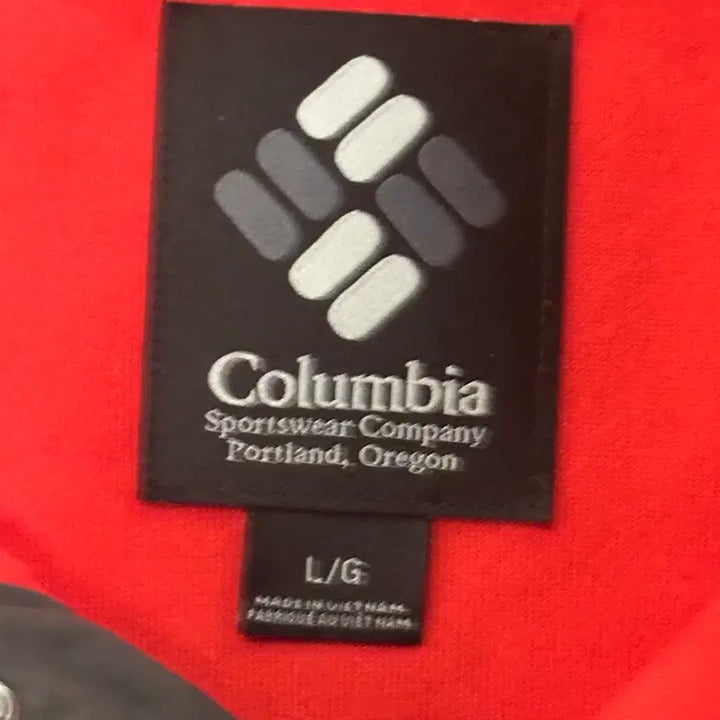 Columbia
Sportswear Company
Portland, Oregon
L/G
MADE IN VIETNAM
FABRIQUÉ AU VIET NAM